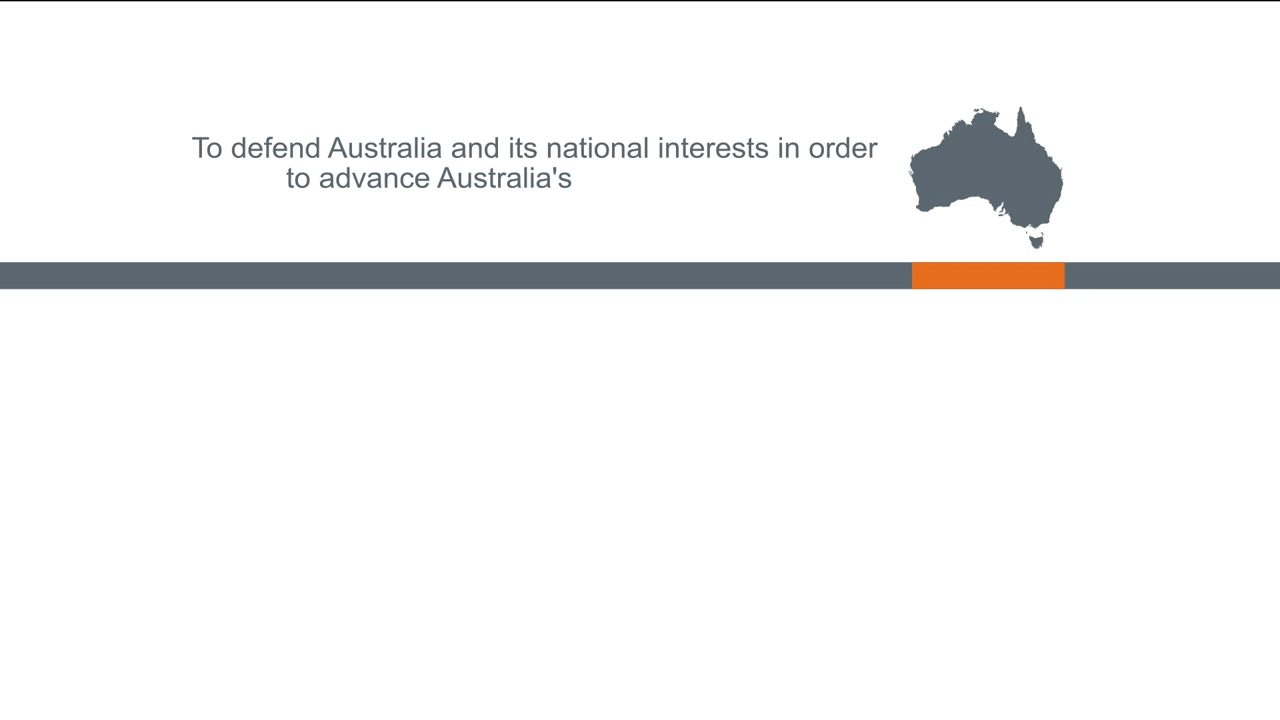 To defend Australia and its national interests in order
to advance Australia's